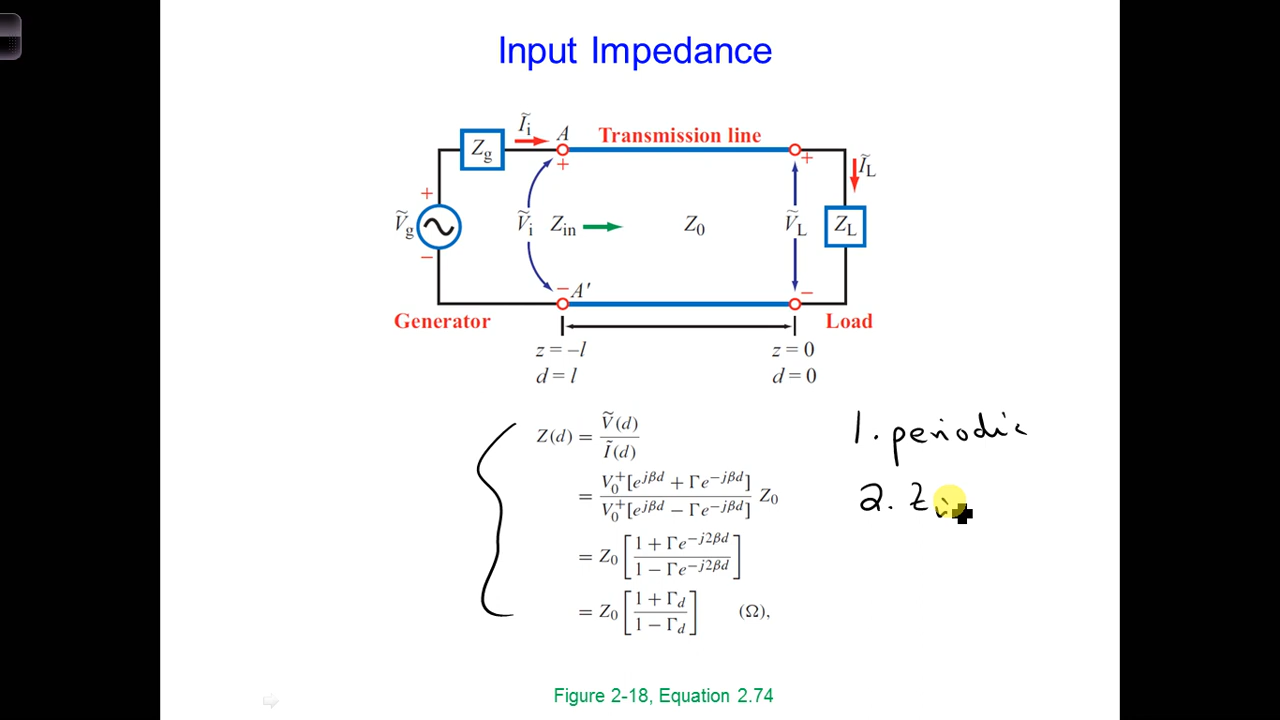 Input Impedance
Ĩi A Transmission line
Zg + + ĨL
+ Ṽg Ṽi Zin Z0 ṼL ZL
− − A′ −
Generator Load
z = −l z = 0
d = l d = 0
Z(d) = Ṽ(d) / Ĩ(d)
= V0+[e^jβd + Γe^−jβd] / V0+[e^jβd − Γe^−jβd] Z0
= Z0 [1 + Γe^−j2βd / 1 − Γe^−j2βd]
= Z0 [1 + Γd / 1 − Γd] (Ω),
1. periodic
2. Z
Figure 2-18, Equation 2.74